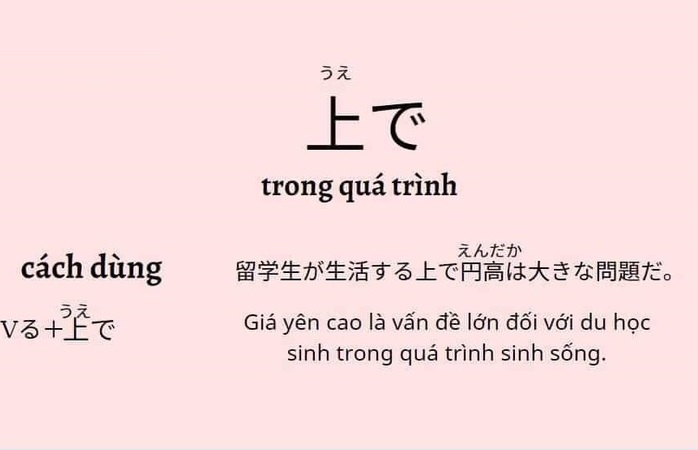 うえ
上で
trong quá trình
cách dùng
うえ
Vる+上で
えんだか
留学生が生活する上で円高は大きな問題だ。
Giá yên cao là vấn đề lớn đối với du học
sinh trong quá trình sinh sống.